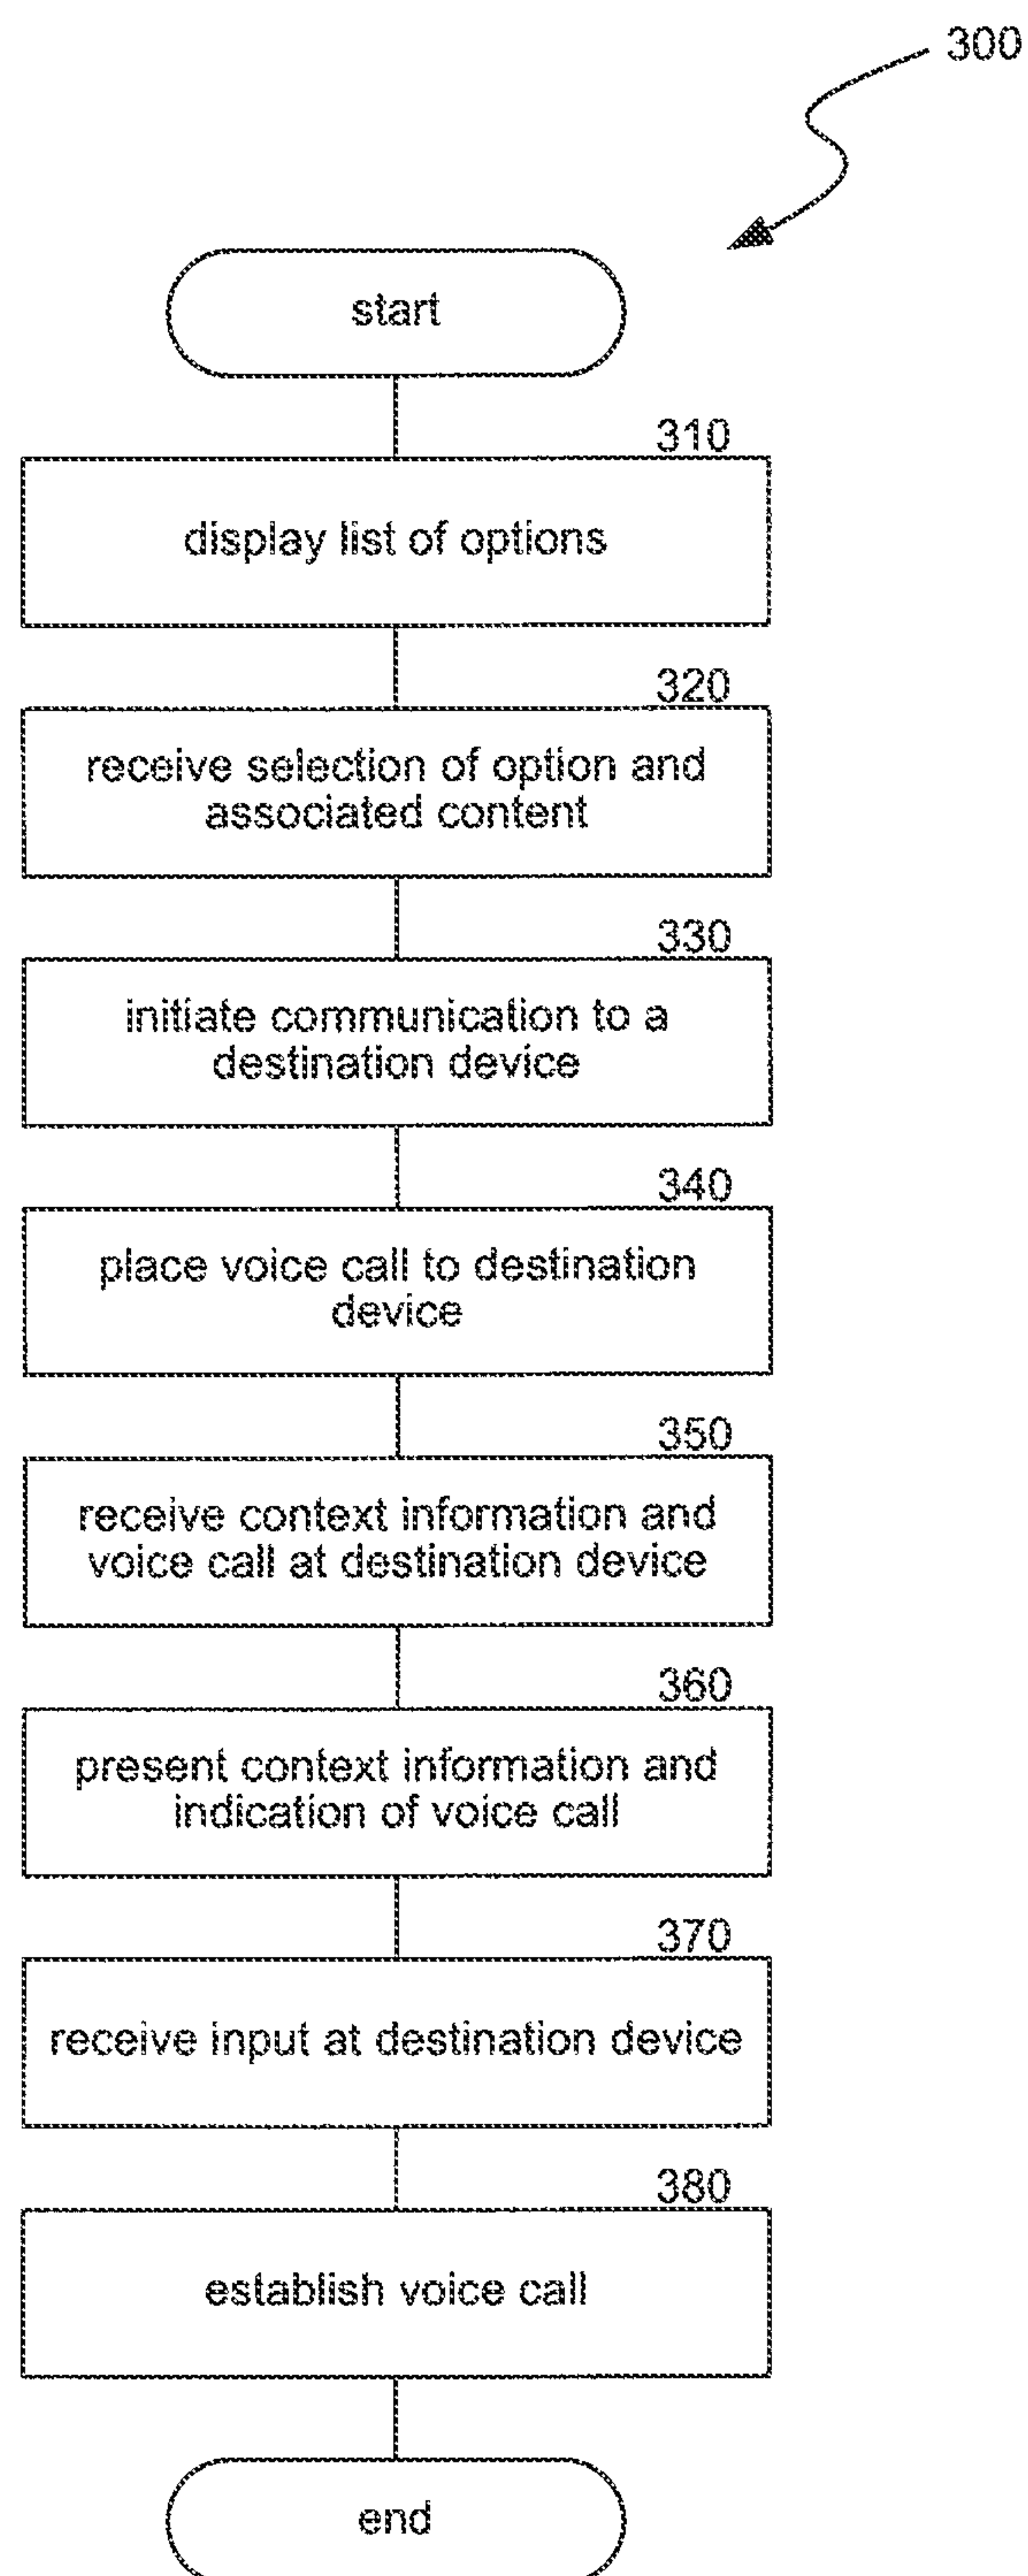 300
start
310
display list of options
320
receive selection of option and
associated content
330
initiate communication to a
destination device
340
place voice call to destination
device
350
receive context information and
voice call at destination device
360
present context information and
indication of voice call
370
receive input at destination device
380
establish voice call
end